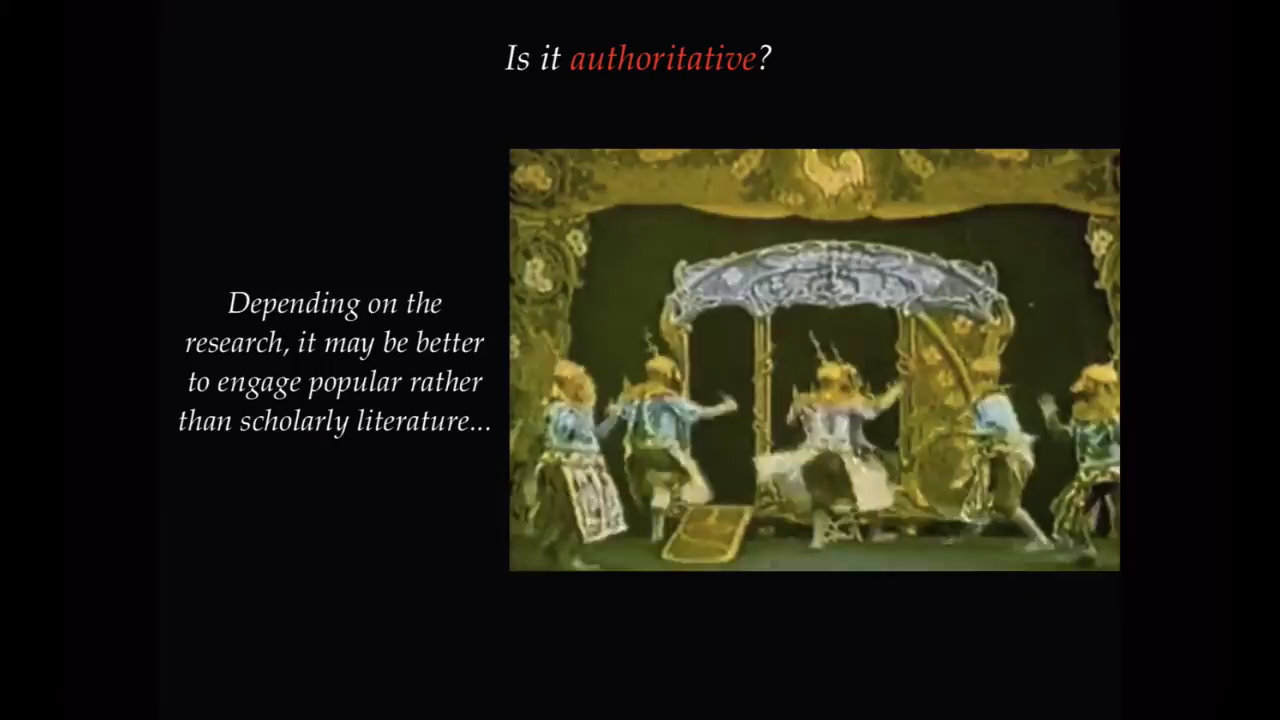 Is it authoritative?
Depending on the
research, it may be better
to engage popular rather
than scholarly literature...